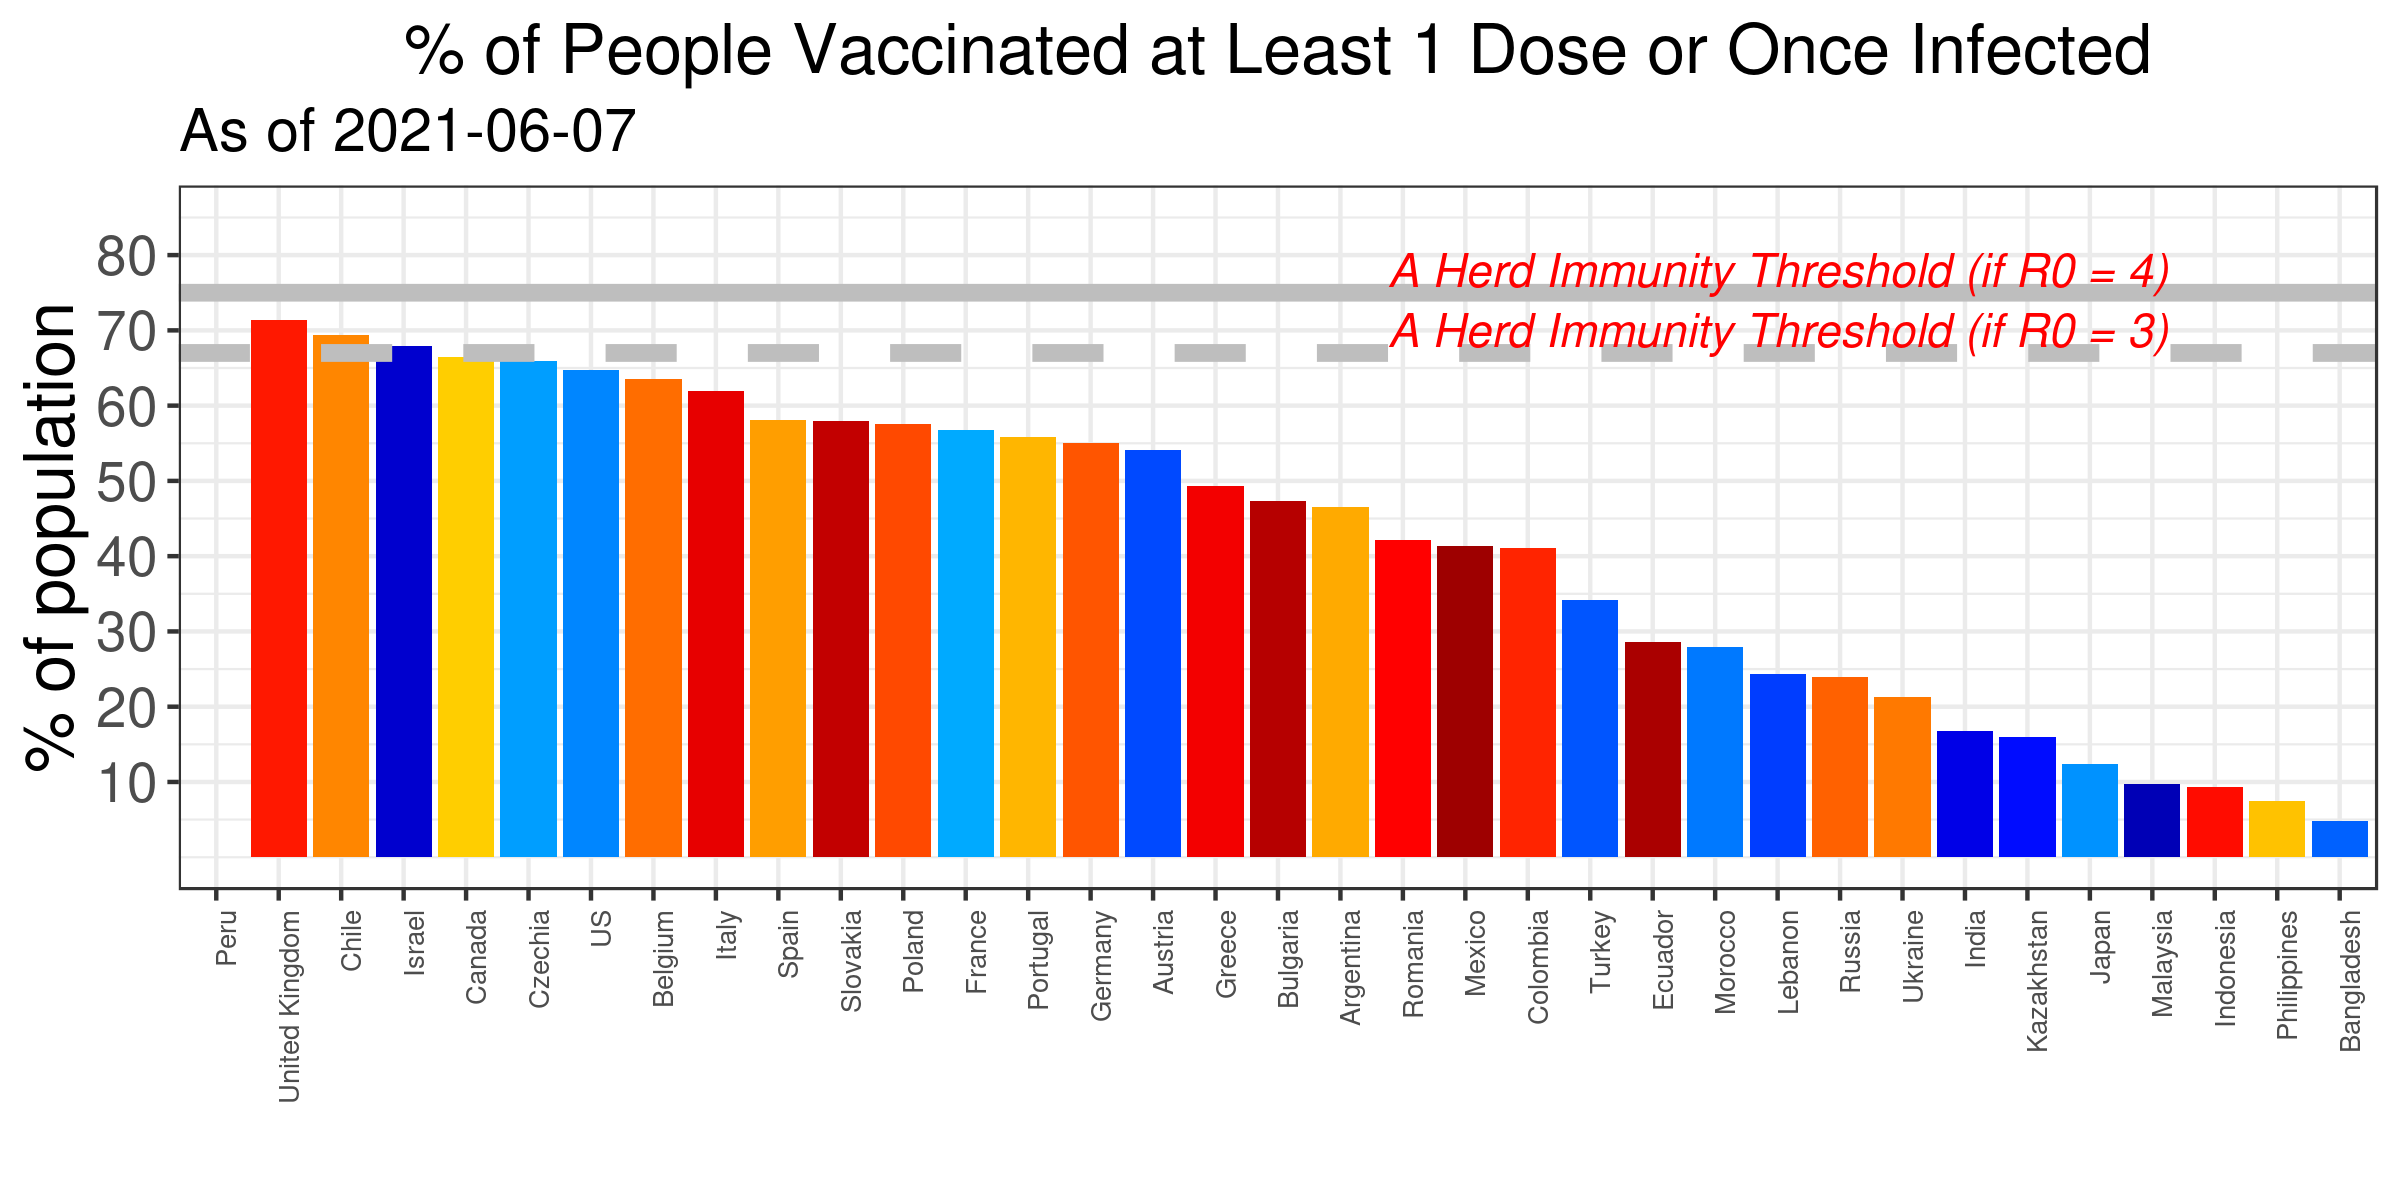 % of People Vaccinated at Least 1 Dose or Once Infected
As of 2021-06-07
% of population
80
70
60
50
40
30
20
10
A Herd Immunity Threshold (if R0 = 4)
A Herd Immunity Threshold (if R0 = 3)
Peru
United Kingdom
Chile
Israel
Canada
Czechia
US
Belgium
Italy
Spain
Slovakia
Poland
France
Portugal
Germany
Austria
Greece
Bulgaria
Argentina
Romania
Mexico
Colombia
Turkey
Ecuador
Morocco
Lebanon
Russia
Ukraine
India
Kazakhstan
Japan
Malaysia
Indonesia
Philippines
Bangladesh